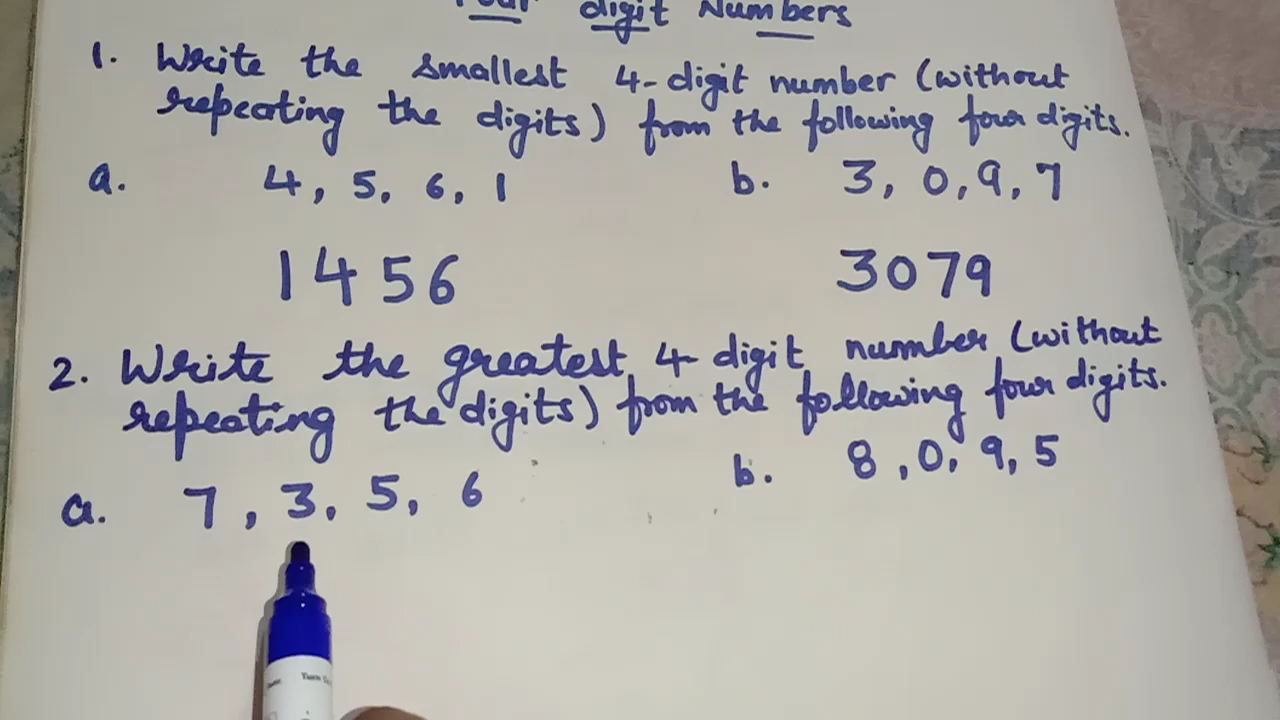 Four digit Numbers
1. Write the smallest 4-digit number (without
repeating the digits) from the following four digits.
a. 4, 5, 6, 1 b. 3, 0, 9, 7
1456 3079
2. Write the greatest 4-digit number (without
repeating the digits) from the following four digits.
a. 7, 3, 5, 6 b. 8, 0, 9, 5